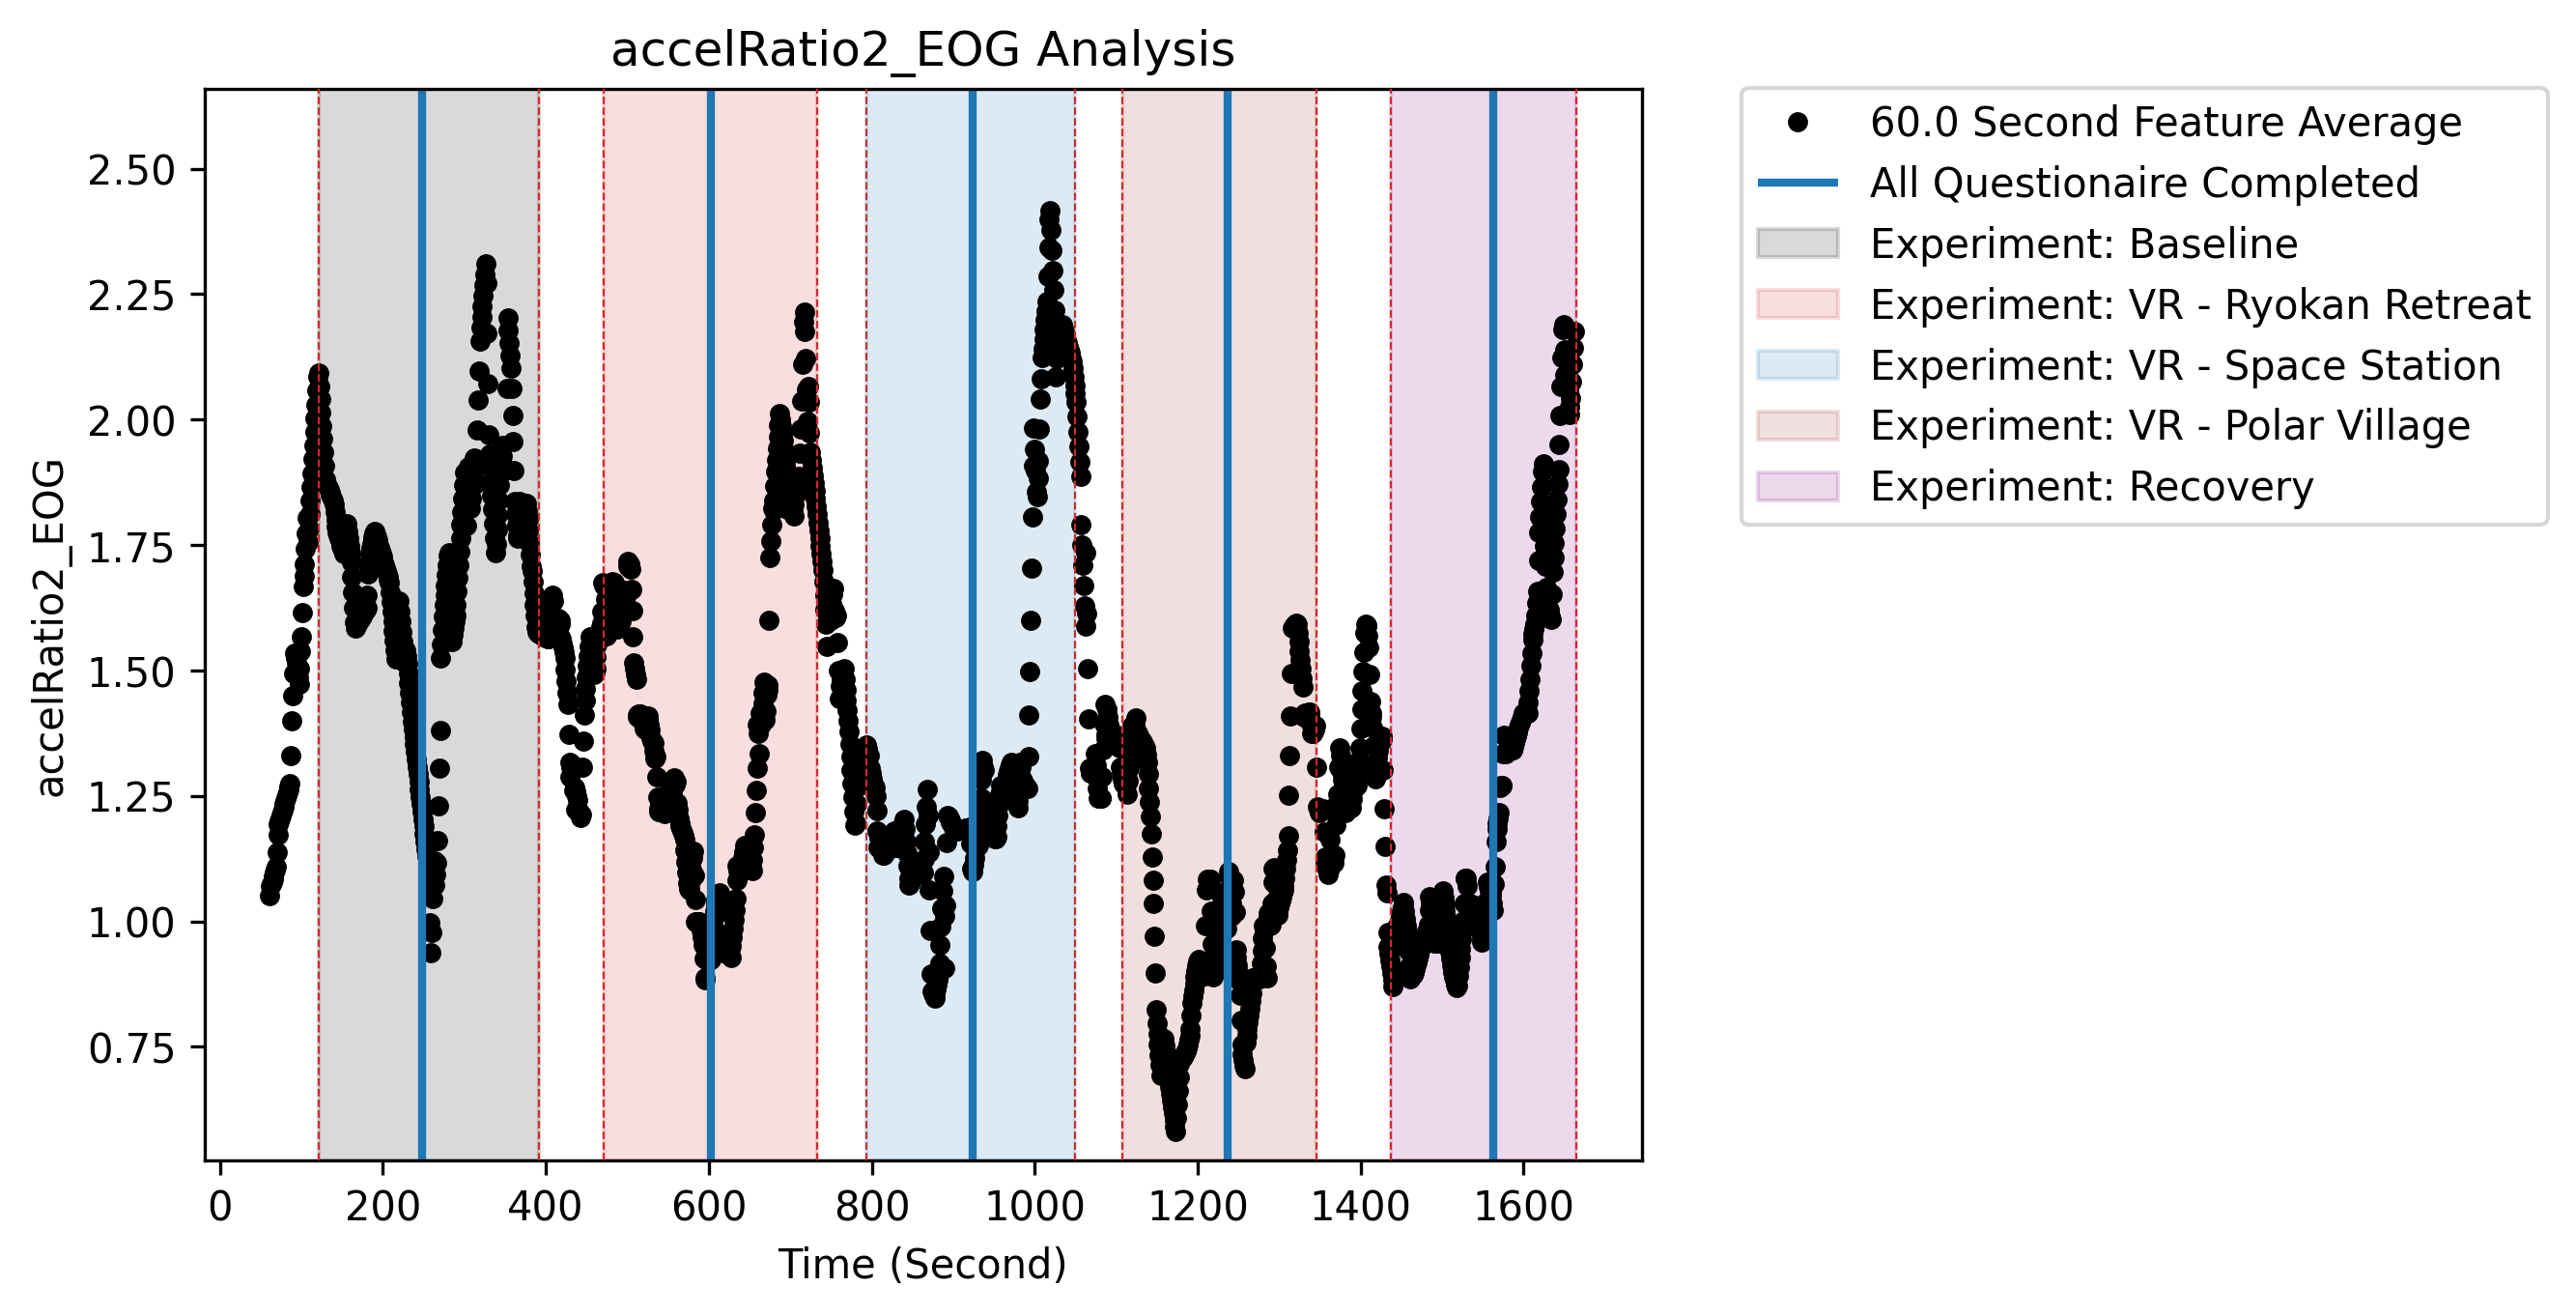 accelRatio2_EOG Analysis
accelRatio2_EOG
2.50
2.25
2.00
1.75
1.50
1.25
1.00
0.75
0 200 400 600 800 1000 1200 1400 1600
Time (Second)
60.0 Second Feature Average
All Questionaire Completed
Experiment: Baseline
Experiment: VR - Ryokan Retreat
Experiment: VR - Space Station
Experiment: VR - Polar Village
Experiment: Recovery